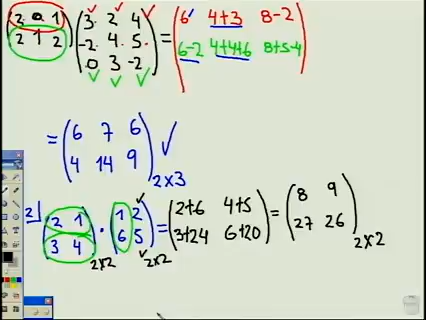 (2 0 1) (3 2 4) = (6 4+3 8-2)
(2 1 2) (-2 4 5) (6-2 4+4+6 8+5-4)
(0 3 -2)
= (6 7 6)
(4 14 9) 2x3
2) (2 1) · (1 2) = (2+6 4+5) = (8 9)
(3 4) 2x2 (6 5) 2x2 (3+24 6+20) (27 26) 2x2